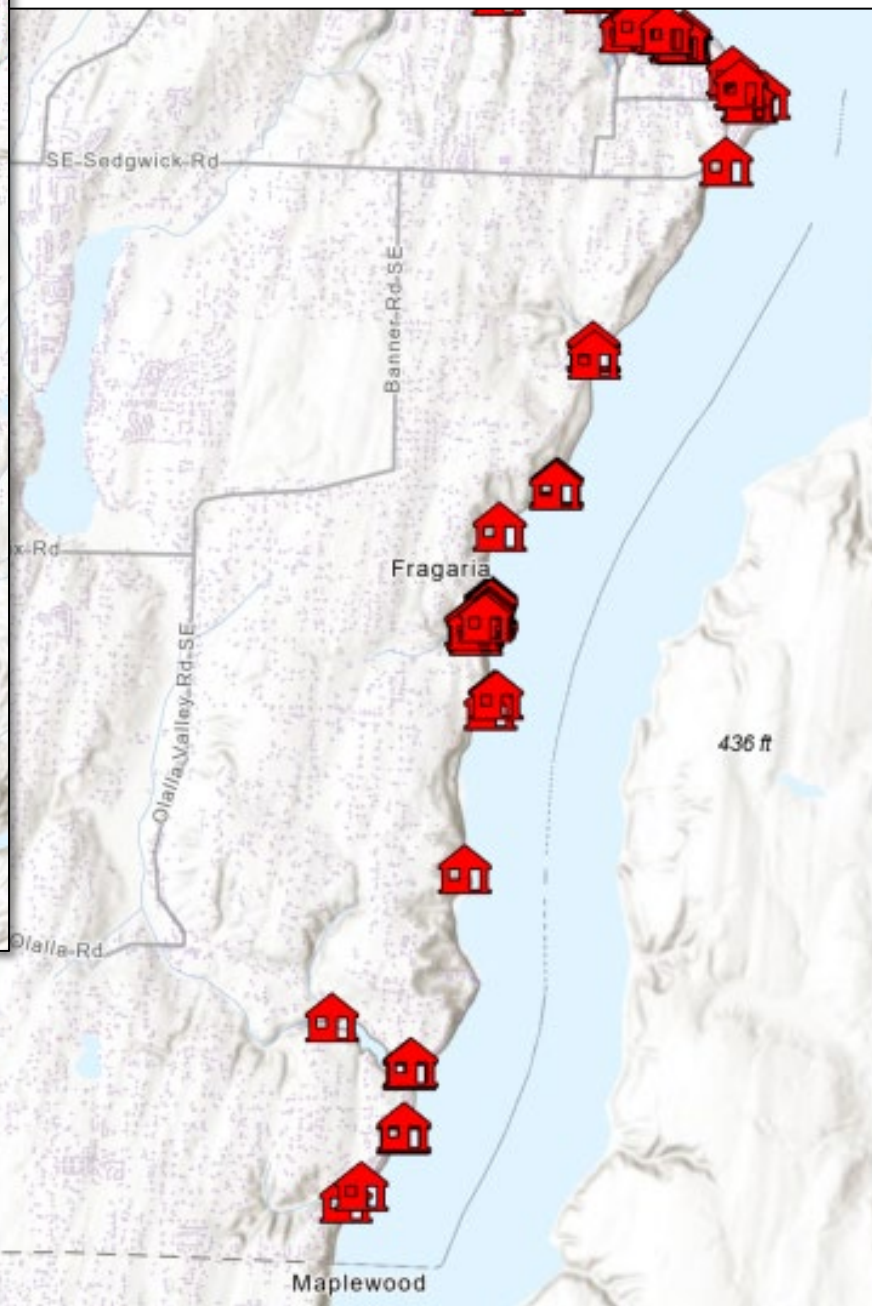 SE-Sedgwick-Rd
Banner-Rd-SE
x-Rd
Fragaria
Olalla-Valley-Rd-SE
436 ft
Olalla-Rd
Maplewood